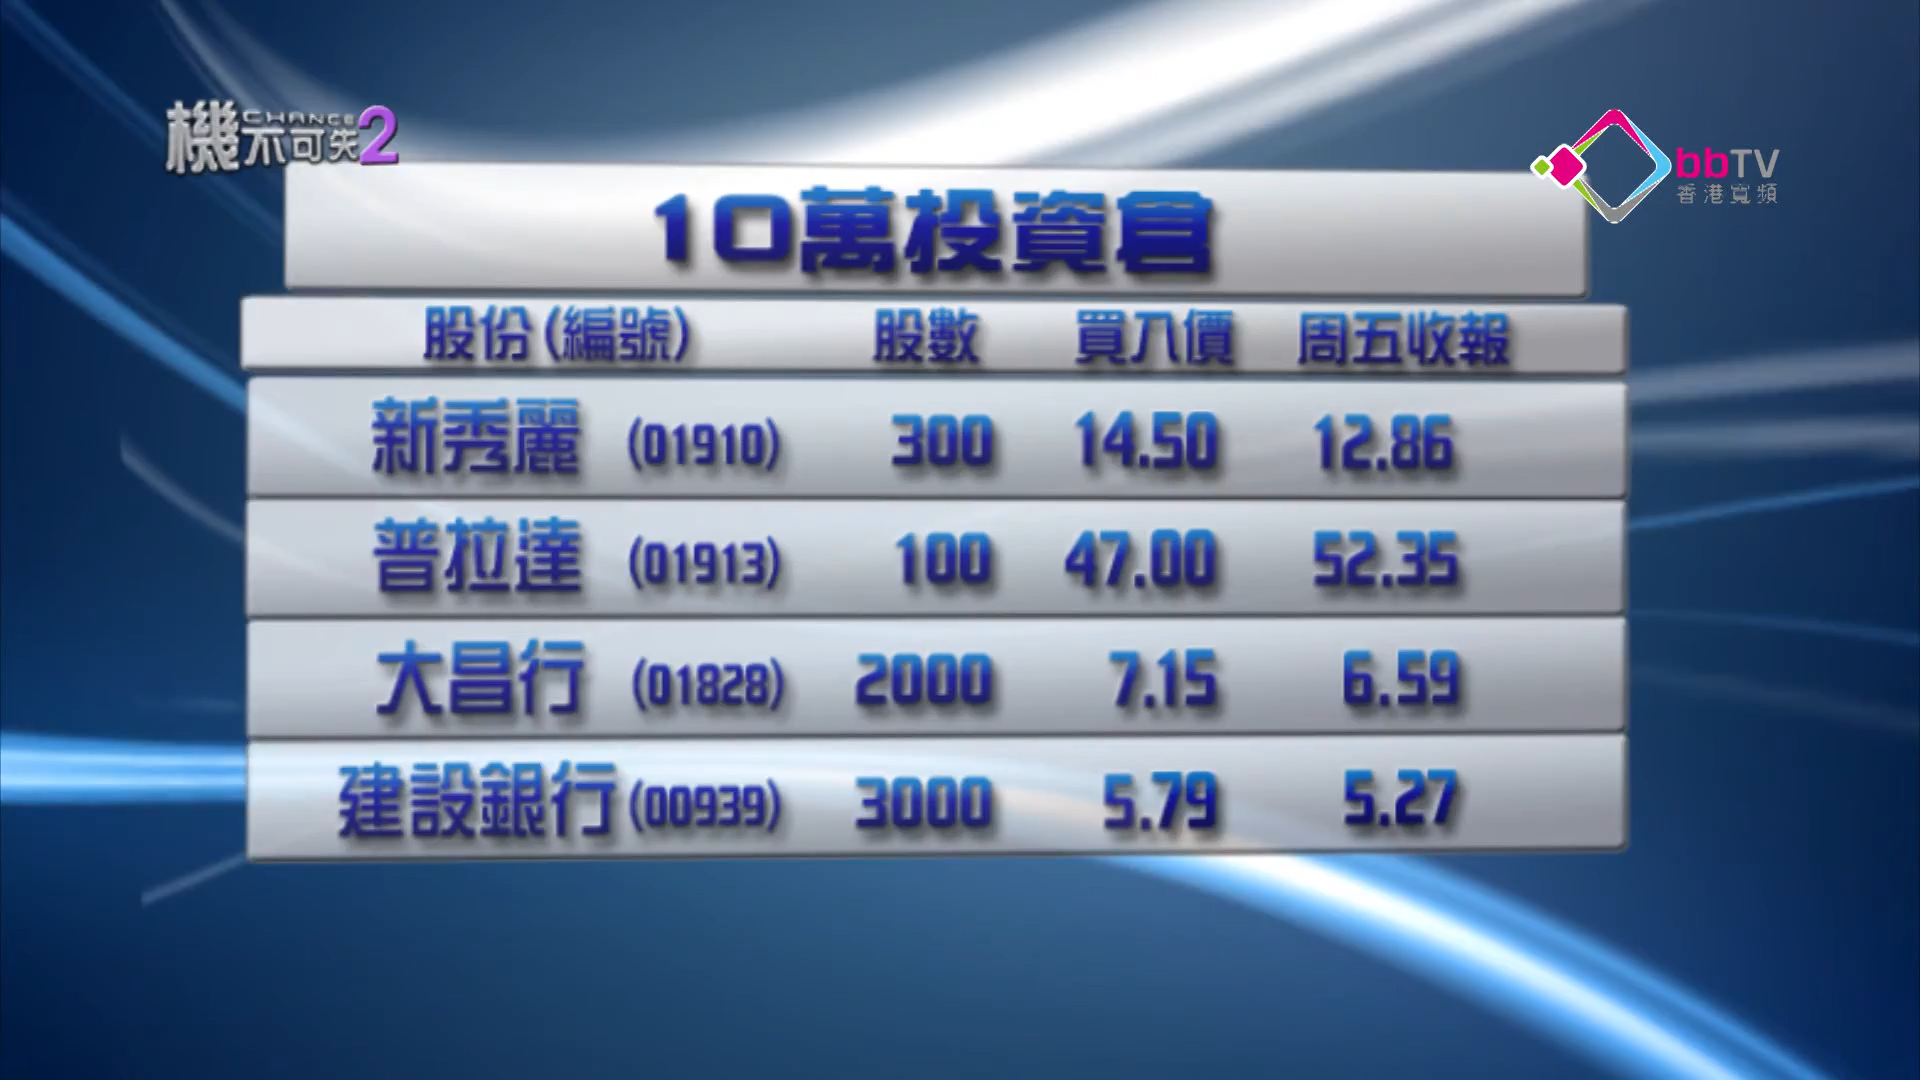 機不可失2
CHANCE
bbTV
香港寬頻
10萬投資倉
股份(編號) 股數 買入價 周五收報
新秀麗 (01910) 300 14.50 12.86
普拉達 (01913) 100 47.00 52.35
大昌行 (01828) 2000 7.15 6.59
建設銀行(00939) 3000 5.79 5.27